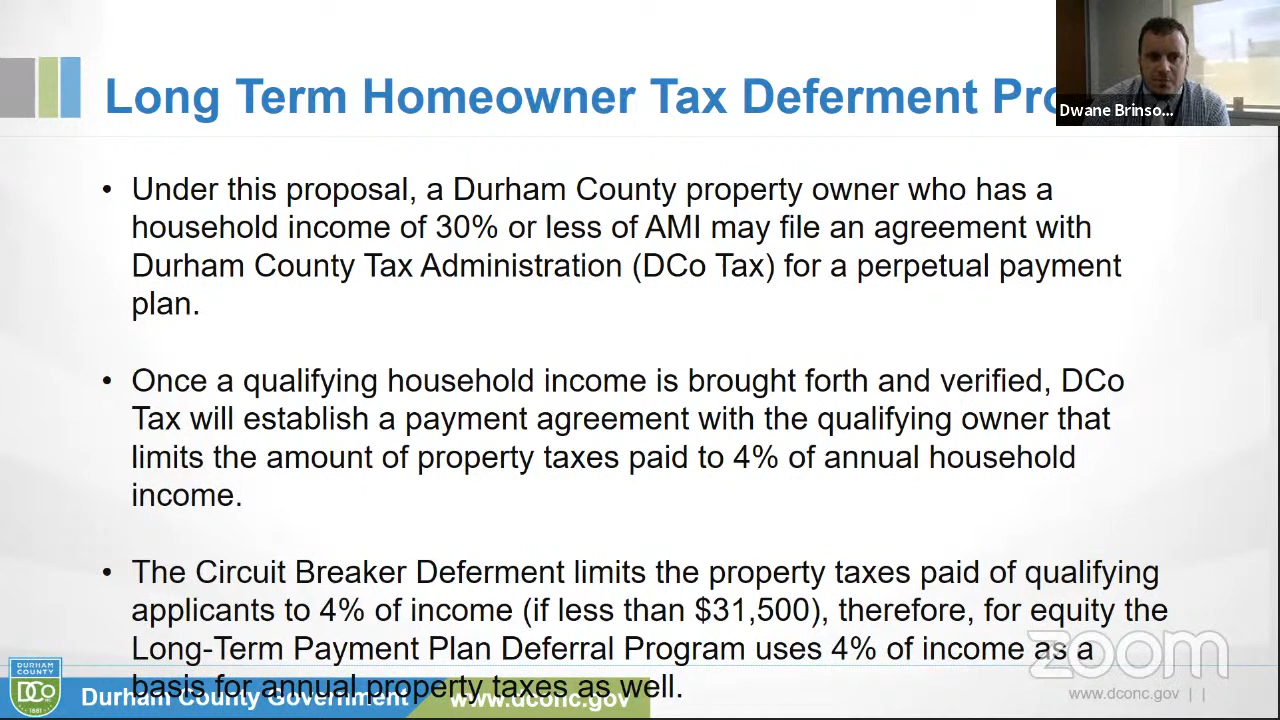 Long Term Homeowner Tax Deferment Pro
Dwane Brinso...
• Under this proposal, a Durham County property owner who has a
household income of 30% or less of AMI may file an agreement with
Durham County Tax Administration (DCo Tax) for a perpetual payment
plan.
• Once a qualifying household income is brought forth and verified, DCo
Tax will establish a payment agreement with the qualifying owner that
limits the amount of property taxes paid to 4% of annual household
income.
• The Circuit Breaker Deferment limits the property taxes paid of qualifying
applicants to 4% of income (if less than $31,500), therefore, for equity the
Long-Term Payment Plan Deferral Program uses 4% of income as a
basis for annual property taxes as well.
zoom
DURHAM
COUNTY
DCo
1881
Durham County Government
www.dconc.gov
www.dconc.gov | |